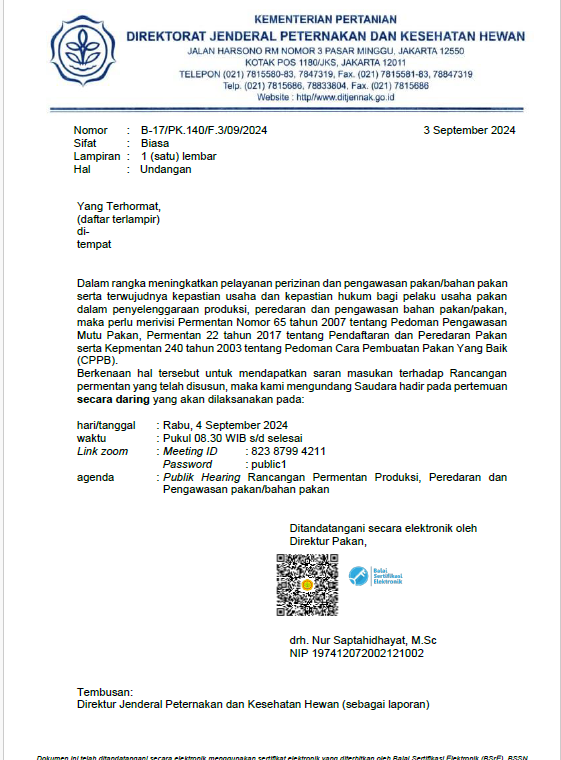 KEMENTERIAN PERTANIAN
DIREKTORAT JENDERAL PETERNAKAN DAN KESEHATAN HEWAN
JALAN HARSONO RM NOMOR 3 PASAR MINGGU, JAKARTA 12550
KOTAK POS 1180/JKS, JAKARTA 12011
TELEPON (021) 7815580-83, 7847319, Fax. (021) 7815581-83, 78847319
Telp. (021) 7815686, 78833804, Fax. (021) 7815686
Website : http//www.ditjennak.go.id
Nomor : B-17/PK.140/F.3/09/2024 3 September 2024
Sifat : Biasa
Lampiran : 1 (satu) lembar
Hal : Undangan
Yang Terhormat,
(daftar terlampir)
di-
tempat
Dalam rangka meningkatkan pelayanan perizinan dan pengawasan pakan/bahan pakan
serta terwujudnya kepastian usaha dan kepastian hukum bagi pelaku usaha pakan
dalam penyelenggaraan produksi, peredaran dan pengawasan bahan pakan/pakan,
maka perlu merivisi Permentan Nomor 65 tahun 2007 tentang Pedoman Pengawasan
Mutu Pakan, Permentan 22 tahun 2017 tentang Pendaftaran dan Peredaran Pakan
serta Kepmentan 240 tahun 2003 tentang Pedoman Cara Pembuatan Pakan Yang Baik
(CPPB).
Berkenaan hal tersebut untuk mendapatkan saran masukan terhadap Rancangan
permentan yang telah disusun, maka kami mengundang Saudara hadir pada pertemuan
secara daring yang akan dilaksanakan pada:
hari/tanggal : Rabu, 4 September 2024
waktu : Pukul 08.30 WIB s/d selesai
Link zoom : Meeting ID : 823 8799 4211
Password : public1
agenda : Publik Hearing Rancangan Permentan Produksi, Peredaran dan
Pengawasan pakan/bahan pakan
Ditandatangani secara elektronik oleh
Direktur Pakan,
Balai
Sertifikasi
Elektronik
drh. Nur Saptahidhayat, M.Sc
NIP 197412072002121002
Tembusan:
Direktur Jenderal Peternakan dan Kesehatan Hewan (sebagai laporan)
Dokumen ini telah ditandatangani secara elektronik menggunakan sertifikat elektronik yang diterbitkan oleh Balai Sertifikasi Elektronik (BSrE), BSSN